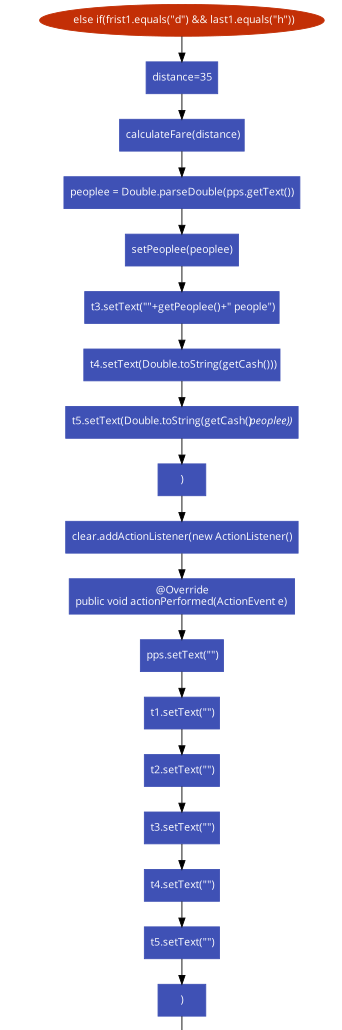 else if(frist1.equals("d") && last1.equals("h"))
distance=35
calculateFare(distance)
peoplee = Double.parseDouble(pps.getText())
setPeoplee(peoplee)
t3.setText(""+getPeoplee()+" people")
t4.setText(Double.toString(getCash()))
t5.setText(Double.toString(getCash()peoplee))
)
clear.addActionListener(new ActionListener()
@Override
public void actionPerformed(ActionEvent e)
pps.setText("")
t1.setText("")
t2.setText("")
t3.setText("")
t4.setText("")
t5.setText("")
)